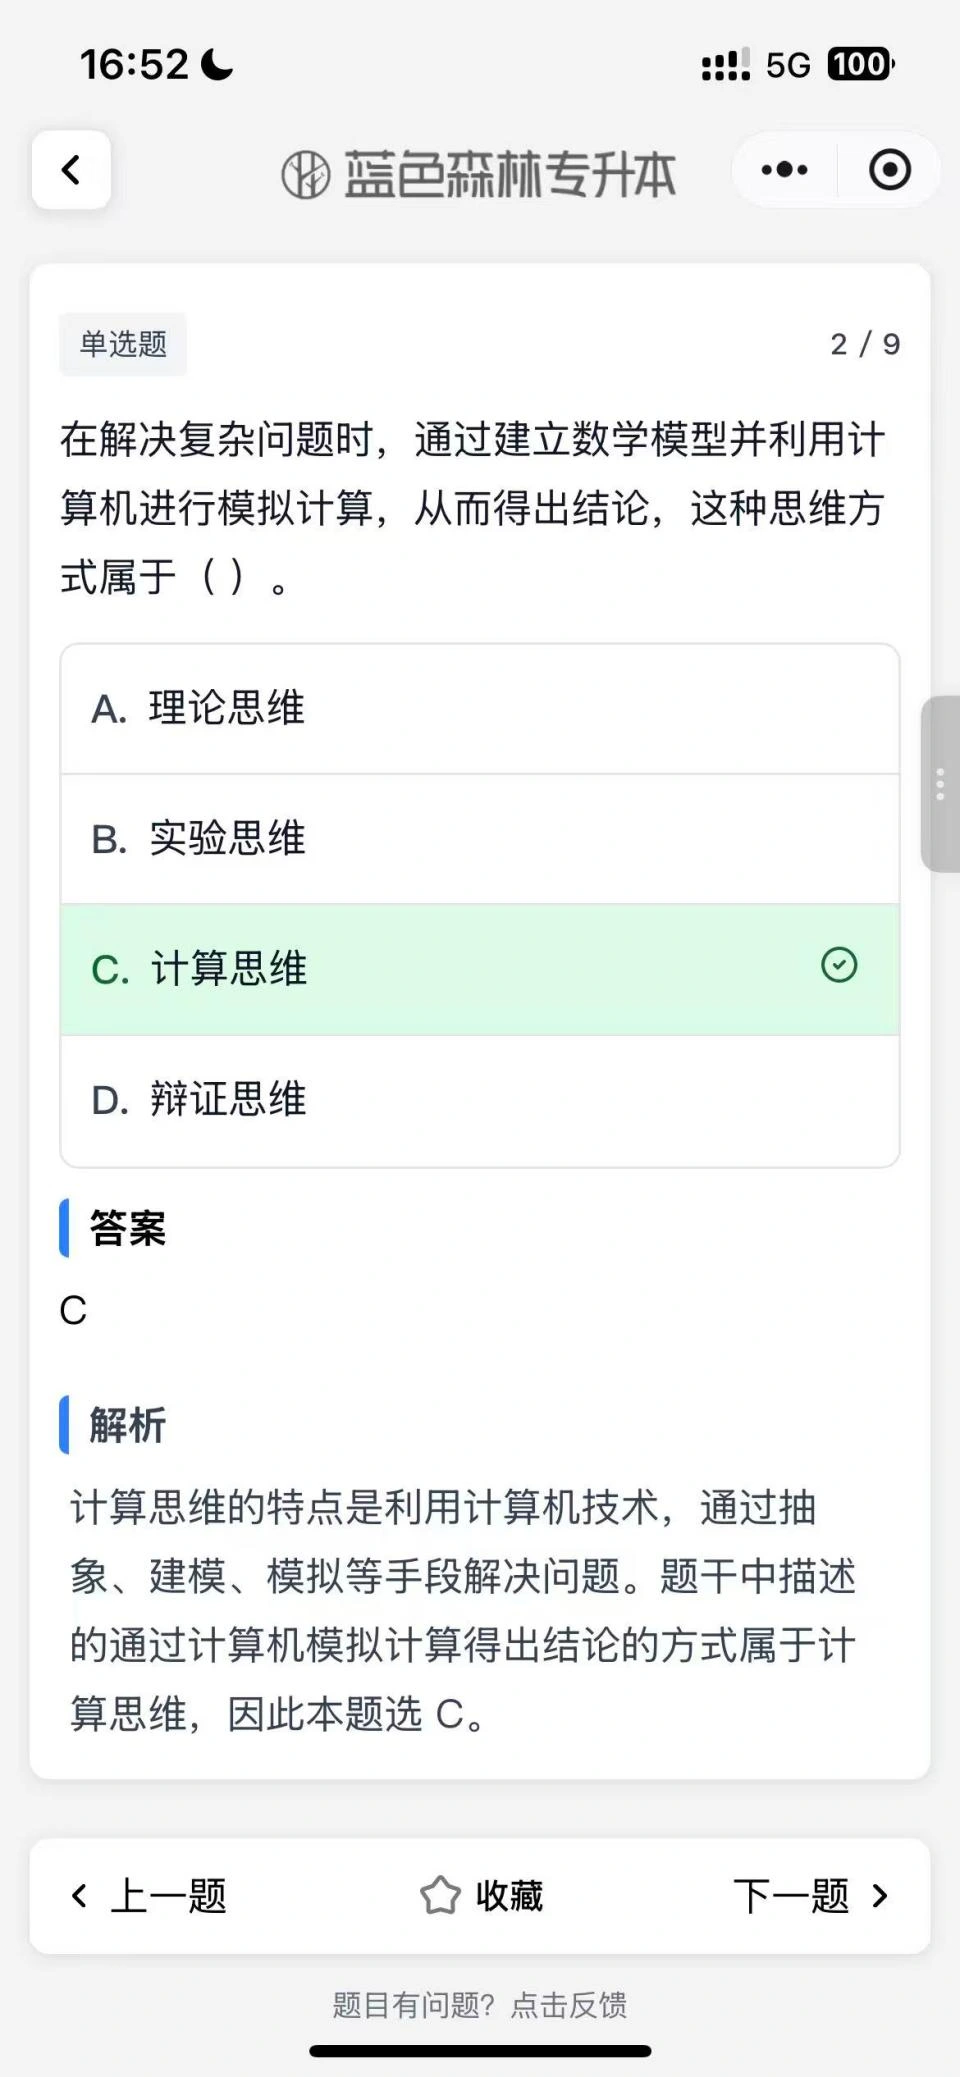 16:52 5G 100
蓝色森林专升本
单选题 2 / 9
在解决复杂问题时，通过建立数学模型并利用计
算机进行模拟计算，从而得出结论，这种思维方
式属于（ ）。
A. 理论思维
B. 实验思维
C. 计算思维
D. 辩证思维
答案
C
解析
计算思维的特点是利用计算机技术，通过抽
象、建模、模拟等手段解决问题。题干中描述
的通过计算机模拟计算得出结论的方式属于计
算思维，因此本题选 C。
上一题 收藏 下一题
题目有问题？点击反馈